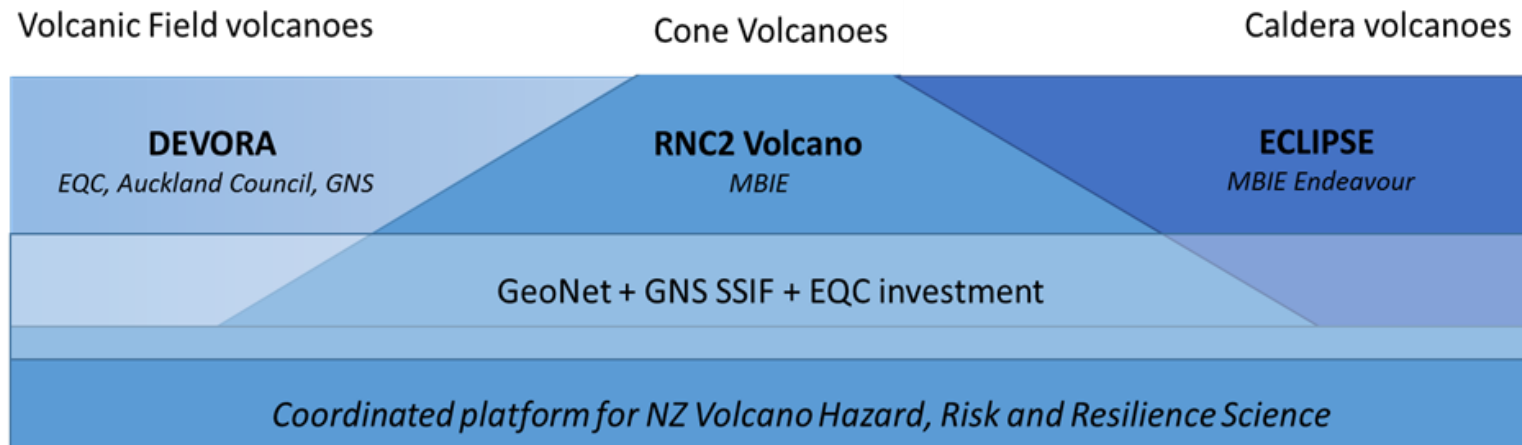 Volcanic Field volcanoes
Cone Volcanoes
Caldera volcanoes
DEVORA
EQC, Auckland Council, GNS
RNC2 Volcano
MBIE
ECLIPSE
MBIE Endeavour
GeoNet + GNS SSIF + EQC investment
Coordinated platform for NZ Volcano Hazard, Risk and Resilience Science